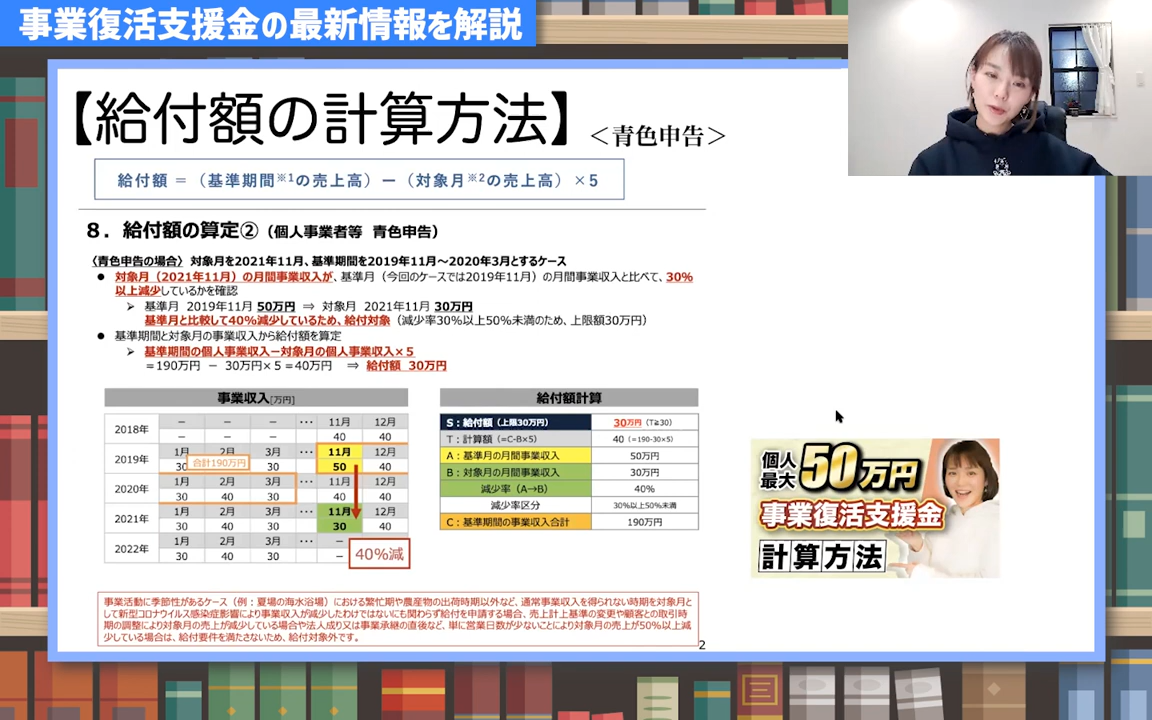 事業復活支援金の最新情報を解説
【給付額の計算方法】 ＜青色申告＞
給付額 ＝（基準期間※1の売上高）－（対象月※2の売上高）×5
8．給付額の算定②（個人事業者等 青色申告）
〈青色申告の場合〉 対象月を2021年11月、基準期間を2019年11月～2020年3月とするケース
● 対象月（2021年11月）の月間事業収入が、基準月（今回のケースでは2019年11月）の月間事業収入と比べて、30%
以上減少しているかを確認
➢ 基準月 2019年11月 50万円 ⇒ 対象月 2021年11月 30万円
基準月と比較して40%減少しているため、給付対象（減少率30%以上50%未満のため、上限額30万円）
● 基準期間と対象月の事業収入から給付額を算定
➢ 基準期間の個人事業収入－対象月の個人事業収入×５
＝190万円 － 30万円×5＝40万円 ⇒ 給付額 30万円
事業収入[万円]
2018年 － － － … 11月 12月
－ － － 40 40
2019年 1月 2月 3月 … 11月 12月
30 合計190万円 30 50 40
2020年 1月 2月 3月 … 11月 12月
30 40 30 40 40
2021年 1月 2月 3月 … 11月 12月
30 40 30 30 40
2022年 1月 2月 3月 … －
30 40 30 －
40%減
給付額計算
S：給付額（上限30万円） 30万円（T≧30）
T：計算額（=C-B×5） 40（=190-30×5）
A：基準月の月間事業収入 50万円
B：対象月の月間事業収入 30万円
減少率（A→B） 40%
減少率区分 30%以上50%未満
C：基準期間の事業収入合計 190万円
事業活動に季節性があるケース（例：夏場の海水浴場）における繁忙期や農産物の出荷時期以外など、通常事業収入を得られない時期を対象月と
して新型コロナウイルス感染症影響により事業収入が減少したわけではないにも関わらず給付を申請する場合、売上計上基準の変更や顧客との取引時
期の調整により対象月の売上が減少している場合や法人成り又は事業承継の直後など、単に営業日数が少ないことにより対象月の売上が50%以上減
少している場合は、給付要件を満たさないため、給付対象外です。
2
個人
最大50万円
事業復活支援金
計算方法